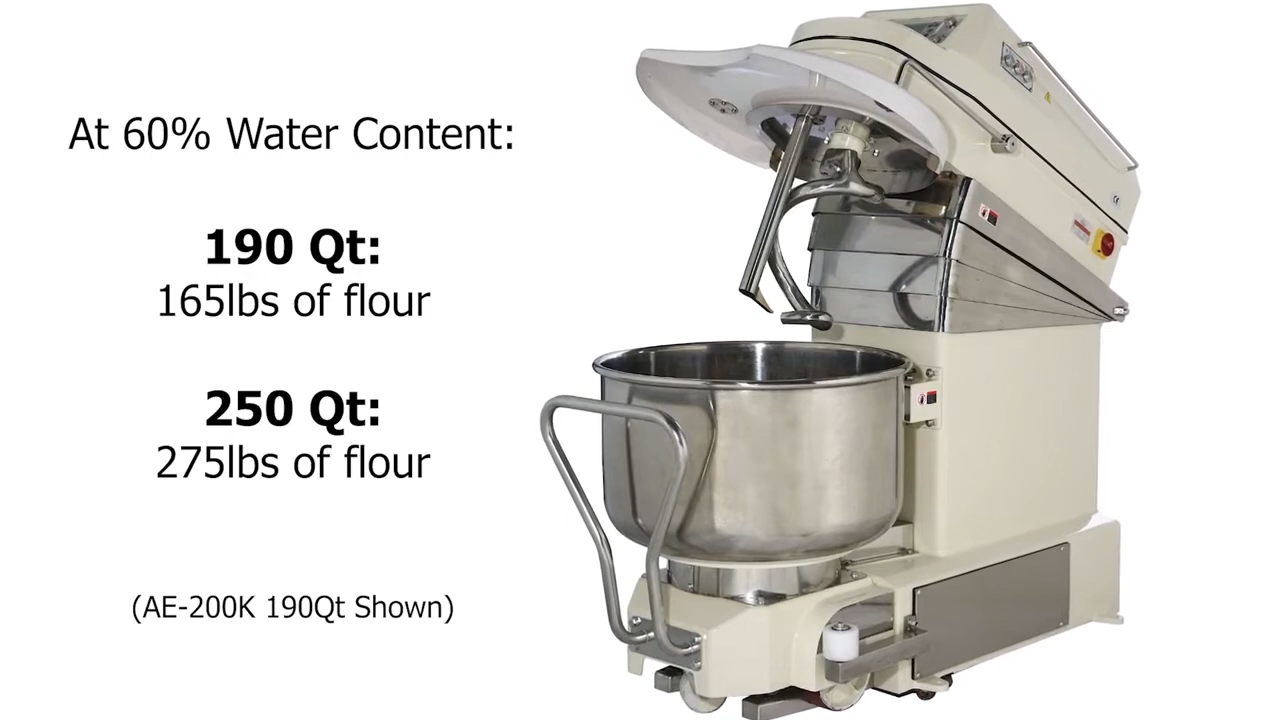 At 60% Water Content:
190 Qt:
165lbs of flour
250 Qt:
275lbs of flour
(AE-200K 190Qt Shown)